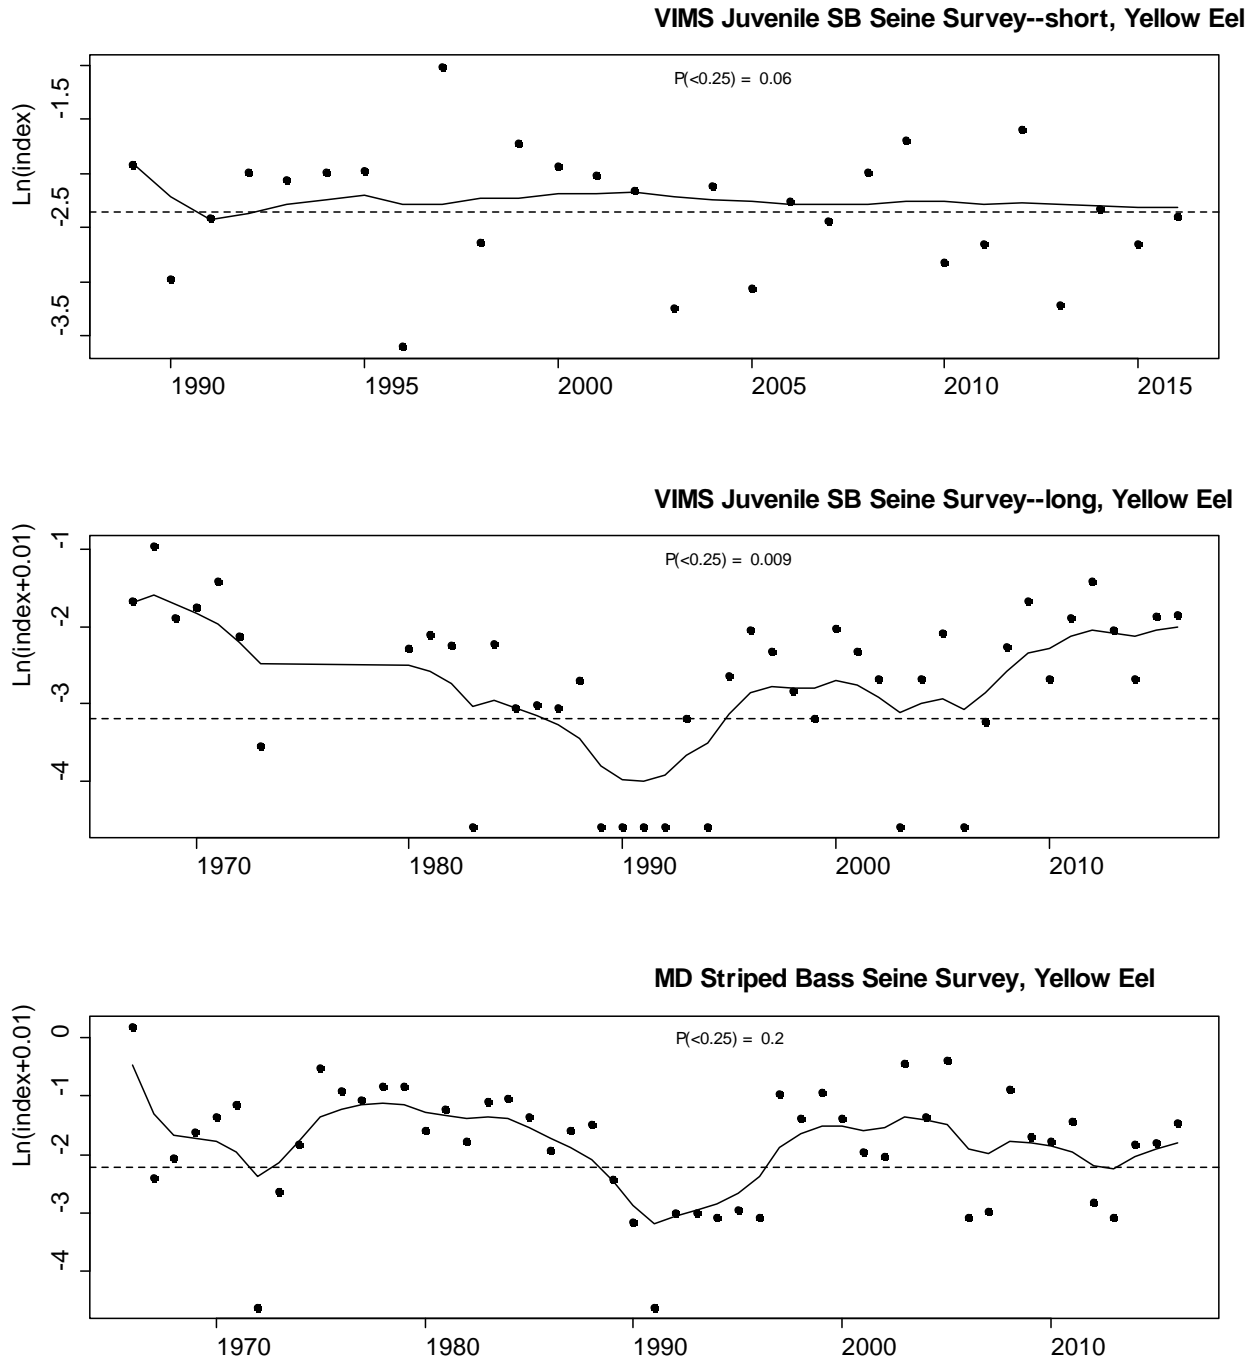 VIMS Juvenile SB Seine Survey--short, Yellow Eel
P(<0.25) = 0.06
Ln(index)
-1.5
-2.5
-3.5
1990 1995 2000 2005 2010 2015
VIMS Juvenile SB Seine Survey--long, Yellow Eel
P(<0.25) = 0.009
Ln(index+0.01)
-1
-2
-3
-4
1970 1980 1990 2000 2010
MD Striped Bass Seine Survey, Yellow Eel
P(<0.25) = 0.2
Ln(index+0.01)
0
-1
-2
-3
-4
1970 1980 1990 2000 2010